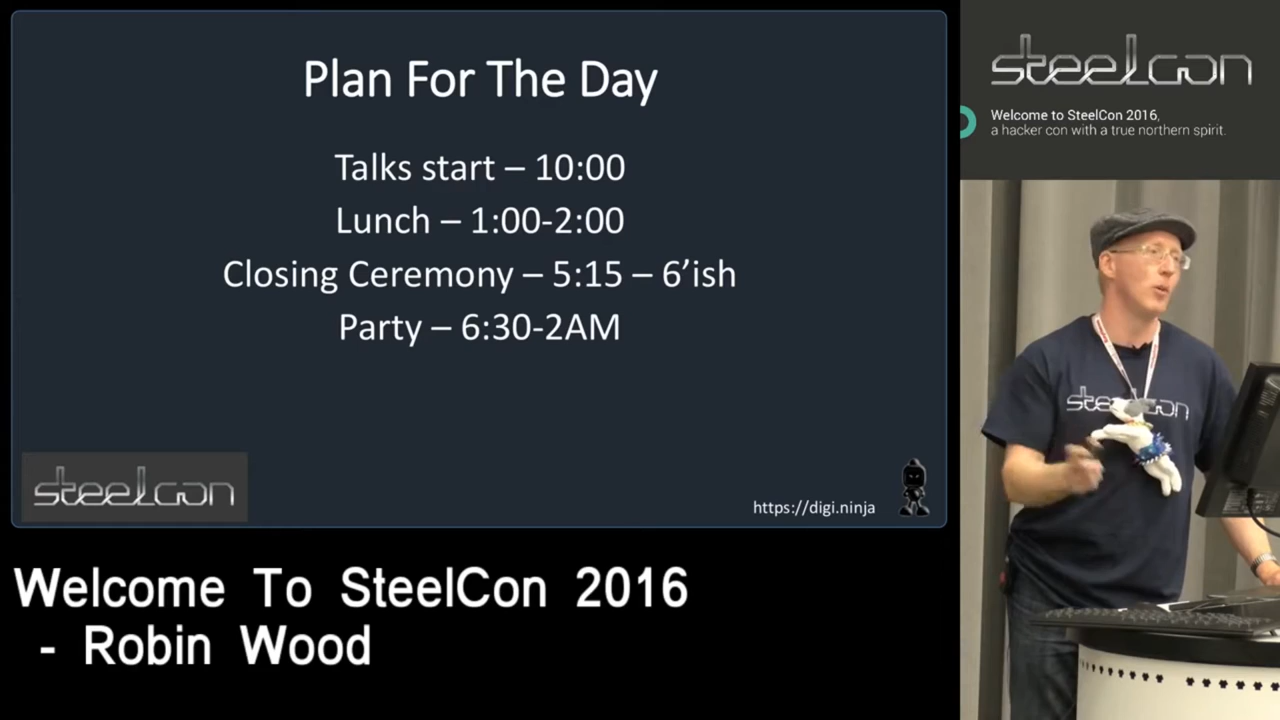 Plan For The Day
Talks start – 10:00
Lunch – 1:00-2:00
Closing Ceremony – 5:15 – 6’ish
Party – 6:30-2AM
steelcon
https://digi.ninja
Welcome To SteelCon 2016
- Robin Wood
steelcon
Welcome to SteelCon 2016,
a hacker con with a true northern spirit.
steelcon